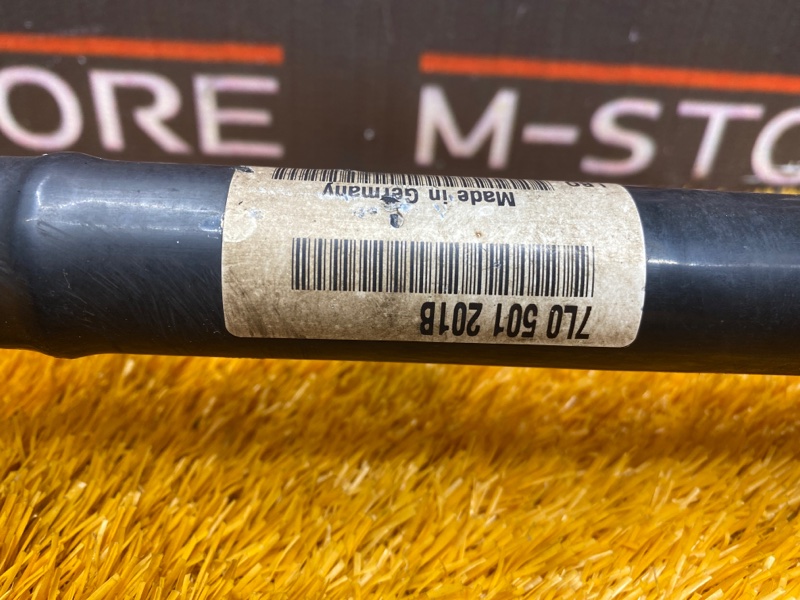 ORE M-STO
7L0 501 201B
Made in Germany